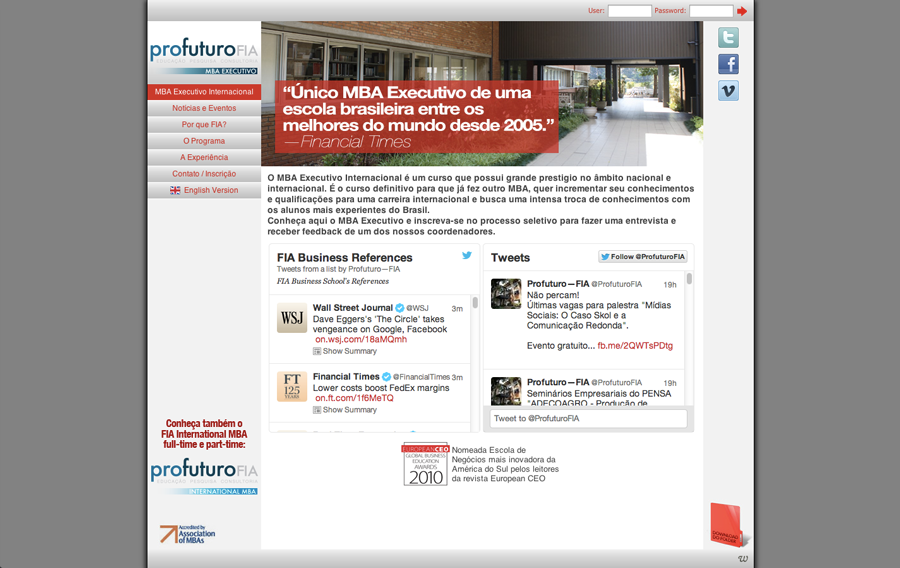 User:
Password:
profuturoFIA
EDUCAÇÃO PESQUISA CONSULTORIA
MBA EXECUTIVO
MBA Executivo Internacional
Notícias e Eventos
Por que FIA?
O Programa
A Experiência
Contato / Inscrição
English Version
“Único MBA Executivo de uma
escola brasileira entre os
melhores do mundo desde 2005.”
—Financial Times
O MBA Executivo Internacional é um curso que possui grande prestigio no âmbito nacional e
internacional. É o curso definitivo para que já fez outro MBA, quer incrementar seu conhecimentos
e qualificações para uma carreira internacional e busca uma intensa troca de conhecimentos com
os alunos mais experientes do Brasil.
Conheça aqui o MBA Executivo e inscreva-se no processo seletivo para fazer uma entrevista e
receber feedback de um dos nossos coordenadores.
FIA Business References
Tweets from a list by Profuturo—FIA
FIA Business School's References
WSJ
Wall Street Journal @WSJ 3m
Dave Eggers's 'The Circle' takes
vengeance on Google, Facebook
on.wsj.com/18aMQmh
Show Summary
FT
125
YEARS
Financial Times @FinancialTimes 3m
Lower costs boost FedEx margins
on.ft.com/1f6MeTQ
Show Summary
Tweets
Follow @ProfuturoFIA
Profuturo—FIA @ProfuturoFIA 19h
Não percam!
Últimas vagas para palestra "Mídias
Sociais: O Caso Skol e a
Comunicação Redonda".
Evento gratuito... fb.me/2QWTsPDtg
Profuturo—FIA @ProfuturoFIA 19h
Seminários Empresariais do PENSA
"ADECOAGRO - Produção de
Tweet to @ProfuturoFIA
EUROPEANCEO
GLOBAL BUSINESS
EDUCATION
AWARDS
2010
Nomeada Escola de
Negócios mais inovadora da
América do Sul pelos leitores
da revista European CEO
Conheça também o
FIA International MBA
full-time e part-time:
profuturoFIA
EDUCAÇÃO PESQUISA CONSULTORIA
INTERNATIONAL MBA
Accredited by
Association
of MBAs
DOWNLOAD
DO FOLDER